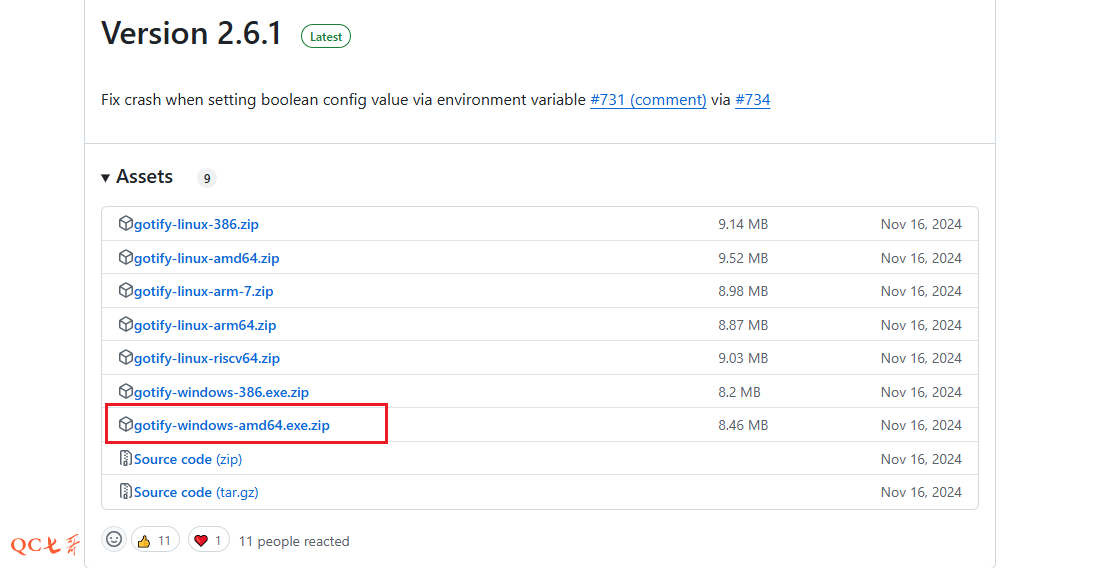 Version 2.6.1 Latest
Fix crash when setting boolean config value via environment variable #731 (comment) via #734
Assets 9
gotify-linux-386.zip 9.14 MB Nov 16, 2024
gotify-linux-amd64.zip 9.52 MB Nov 16, 2024
gotify-linux-arm-7.zip 8.98 MB Nov 16, 2024
gotify-linux-arm64.zip 8.87 MB Nov 16, 2024
gotify-linux-riscv64.zip 9.03 MB Nov 16, 2024
gotify-windows-386.exe.zip 8.2 MB Nov 16, 2024
gotify-windows-amd64.exe.zip 8.46 MB Nov 16, 2024
Source code (zip) Nov 16, 2024
Source code (tar.gz) Nov 16, 2024
11 1 11 people reacted
QC七哥